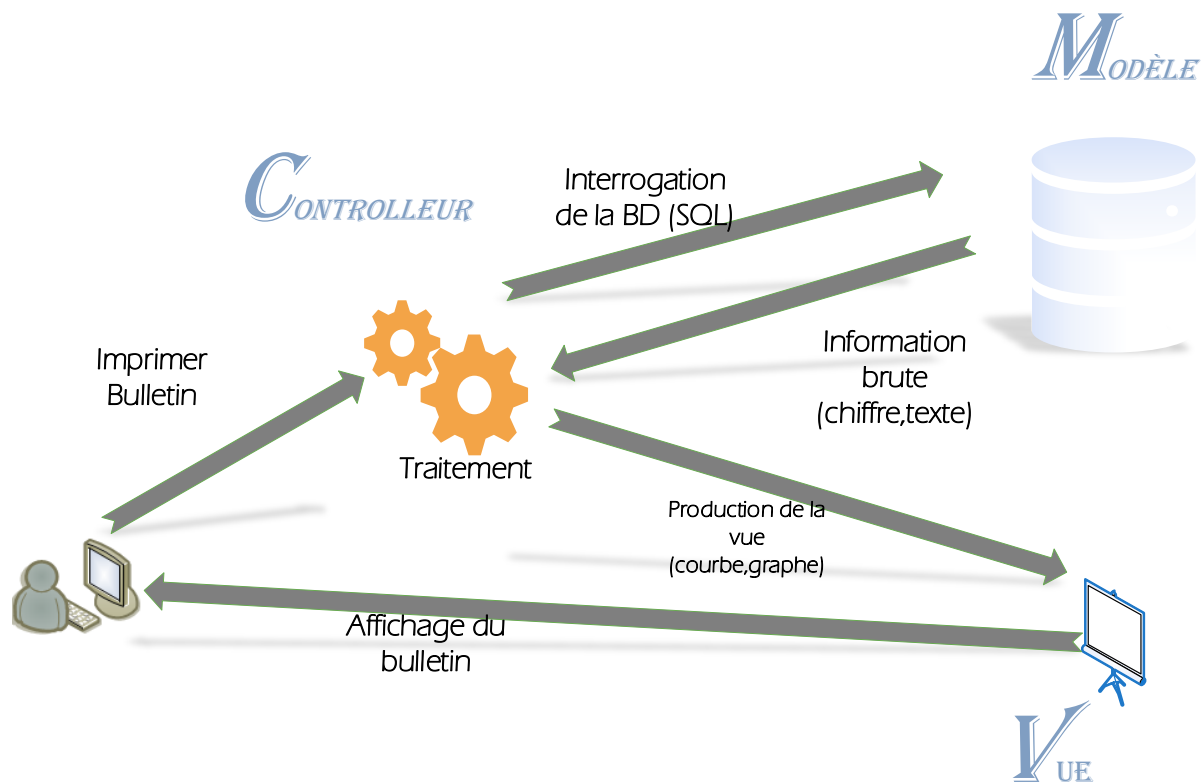 MODÈLE
CONTROLLEUR
Interrogation
de la BD (SQL)
Information
brute
(chiffre,texte)
Imprimer
Bulletin
Traitement
Production de la
vue
(courbe,graphe)
Affichage du
bulletin
VUE